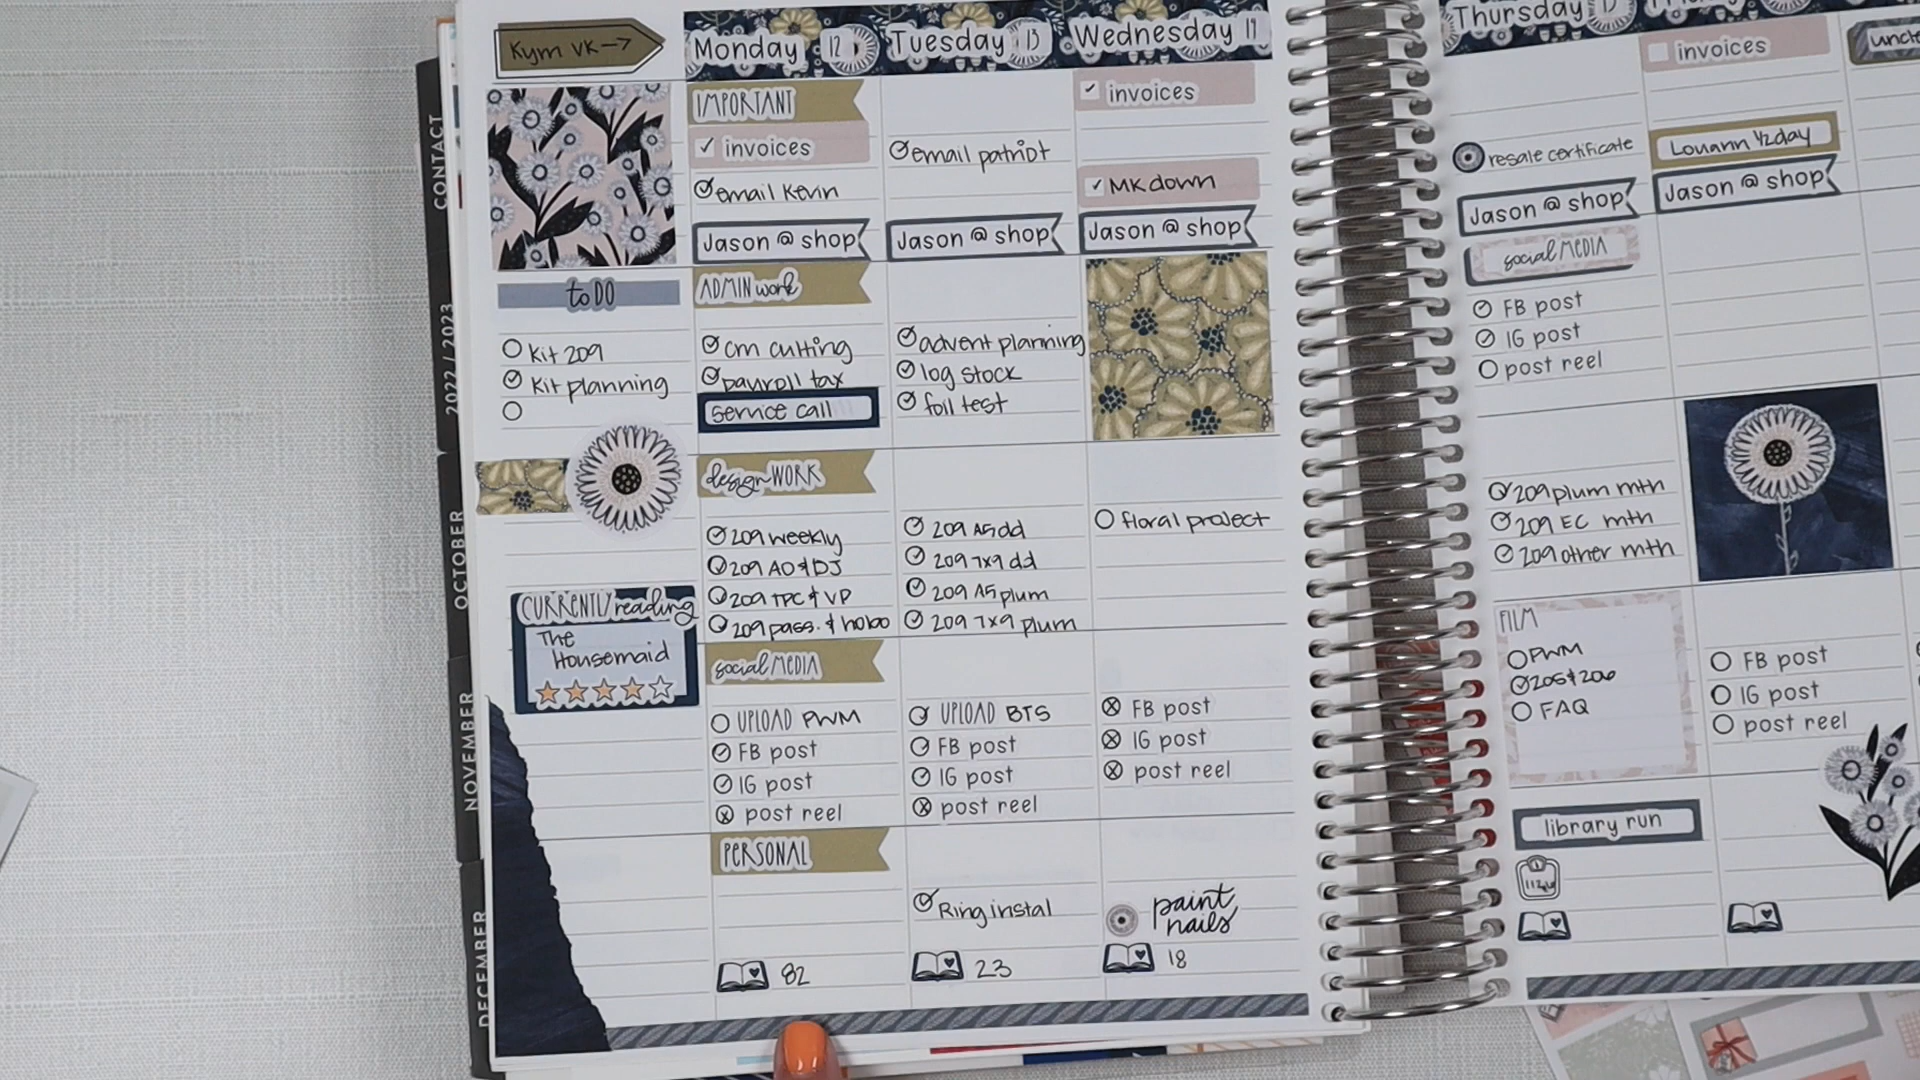 Kym VK→
Monday 12
Tuesday 13
Wednesday 14
IMPORTANT
invoices
email Kevin
Jason @ shop
email patriot
Jason @ shop
invoices
MK down
Jason @ shop
to DO
Kit 209
Kit planning
ADMIN work
cm cutting
payroll tax
service call
advent planning
log stock
foil test
design WORK
209 weekly
209 AO & DJ
209 TPC & VP
209 pass. & hobo
209 A5 dd
209 7x9 dd
209 A5 plum
209 7x9 plum
floral project
CURRENTLY reading
The
Housemaid
social MEDIA
UPLOAD PWM
FB post
IG post
post reel
UPLOAD BTS
FB post
IG post
post reel
FB post
IG post
post reel
PERSONAL
82
Ring instal
23
paint
nails
18
CONTACT
2022 / 2023
OCTOBER
NOVEMBER
DECEMBER
Thursday 15
resale certificate
Jason @ shop
social MEDIA
FB post
IG post
post reel
209 plum mth
209 EC mth
209 other mth
FILM
PWM
205 & 206
FAQ
library run
invoices
Louann 1/2 day
Jason @ shop
FB post
IG post
post reel